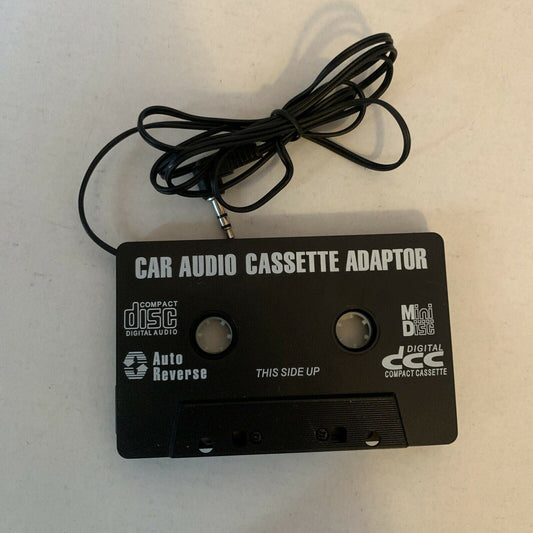 CAR AUDIO CASSETTE ADAPTOR
COMPACT
disc
DIGITAL AUDIO
Mini
Disc
Auto
Reverse
THIS SIDE UP
DIGITAL
dcc
COMPACT CASSETTE